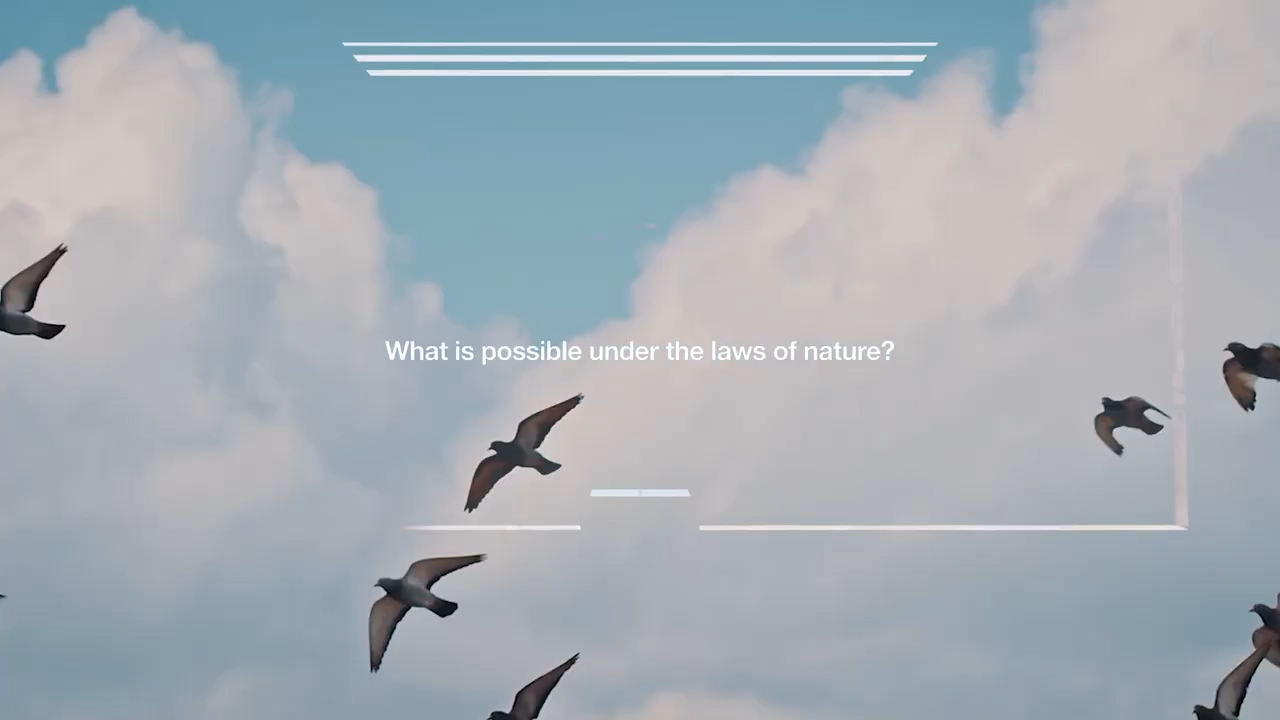 What is possible under the laws of nature?